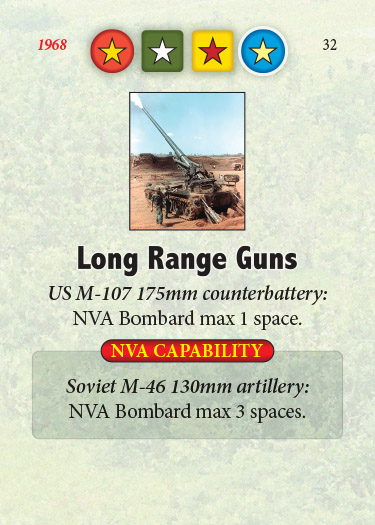 1968
32
Long Range Guns
US M-107 175mm counterbattery:
NVA Bombard max 1 space.
NVA CAPABILITY
Soviet M-46 130mm artillery:
NVA Bombard max 3 spaces.